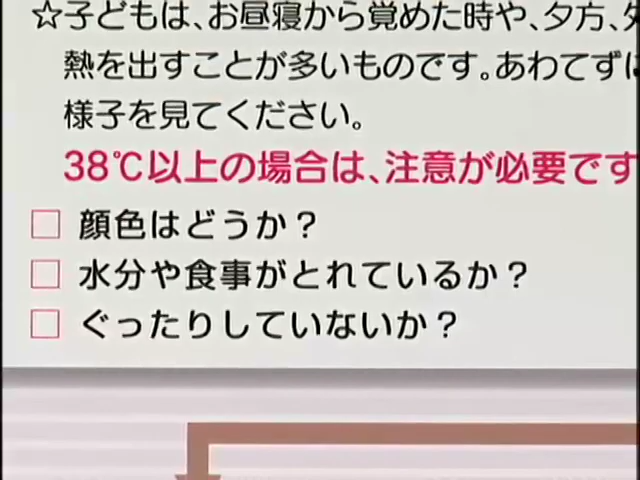 ☆子どもは、お昼寝から覚めた時や、夕方、
熱を出すことが多いものです。あわてずに
様子を見てください。
38℃以上の場合は、注意が必要です
□ 顔色はどうか？
□ 水分や食事がとれているか？
□ ぐったりしていないか？